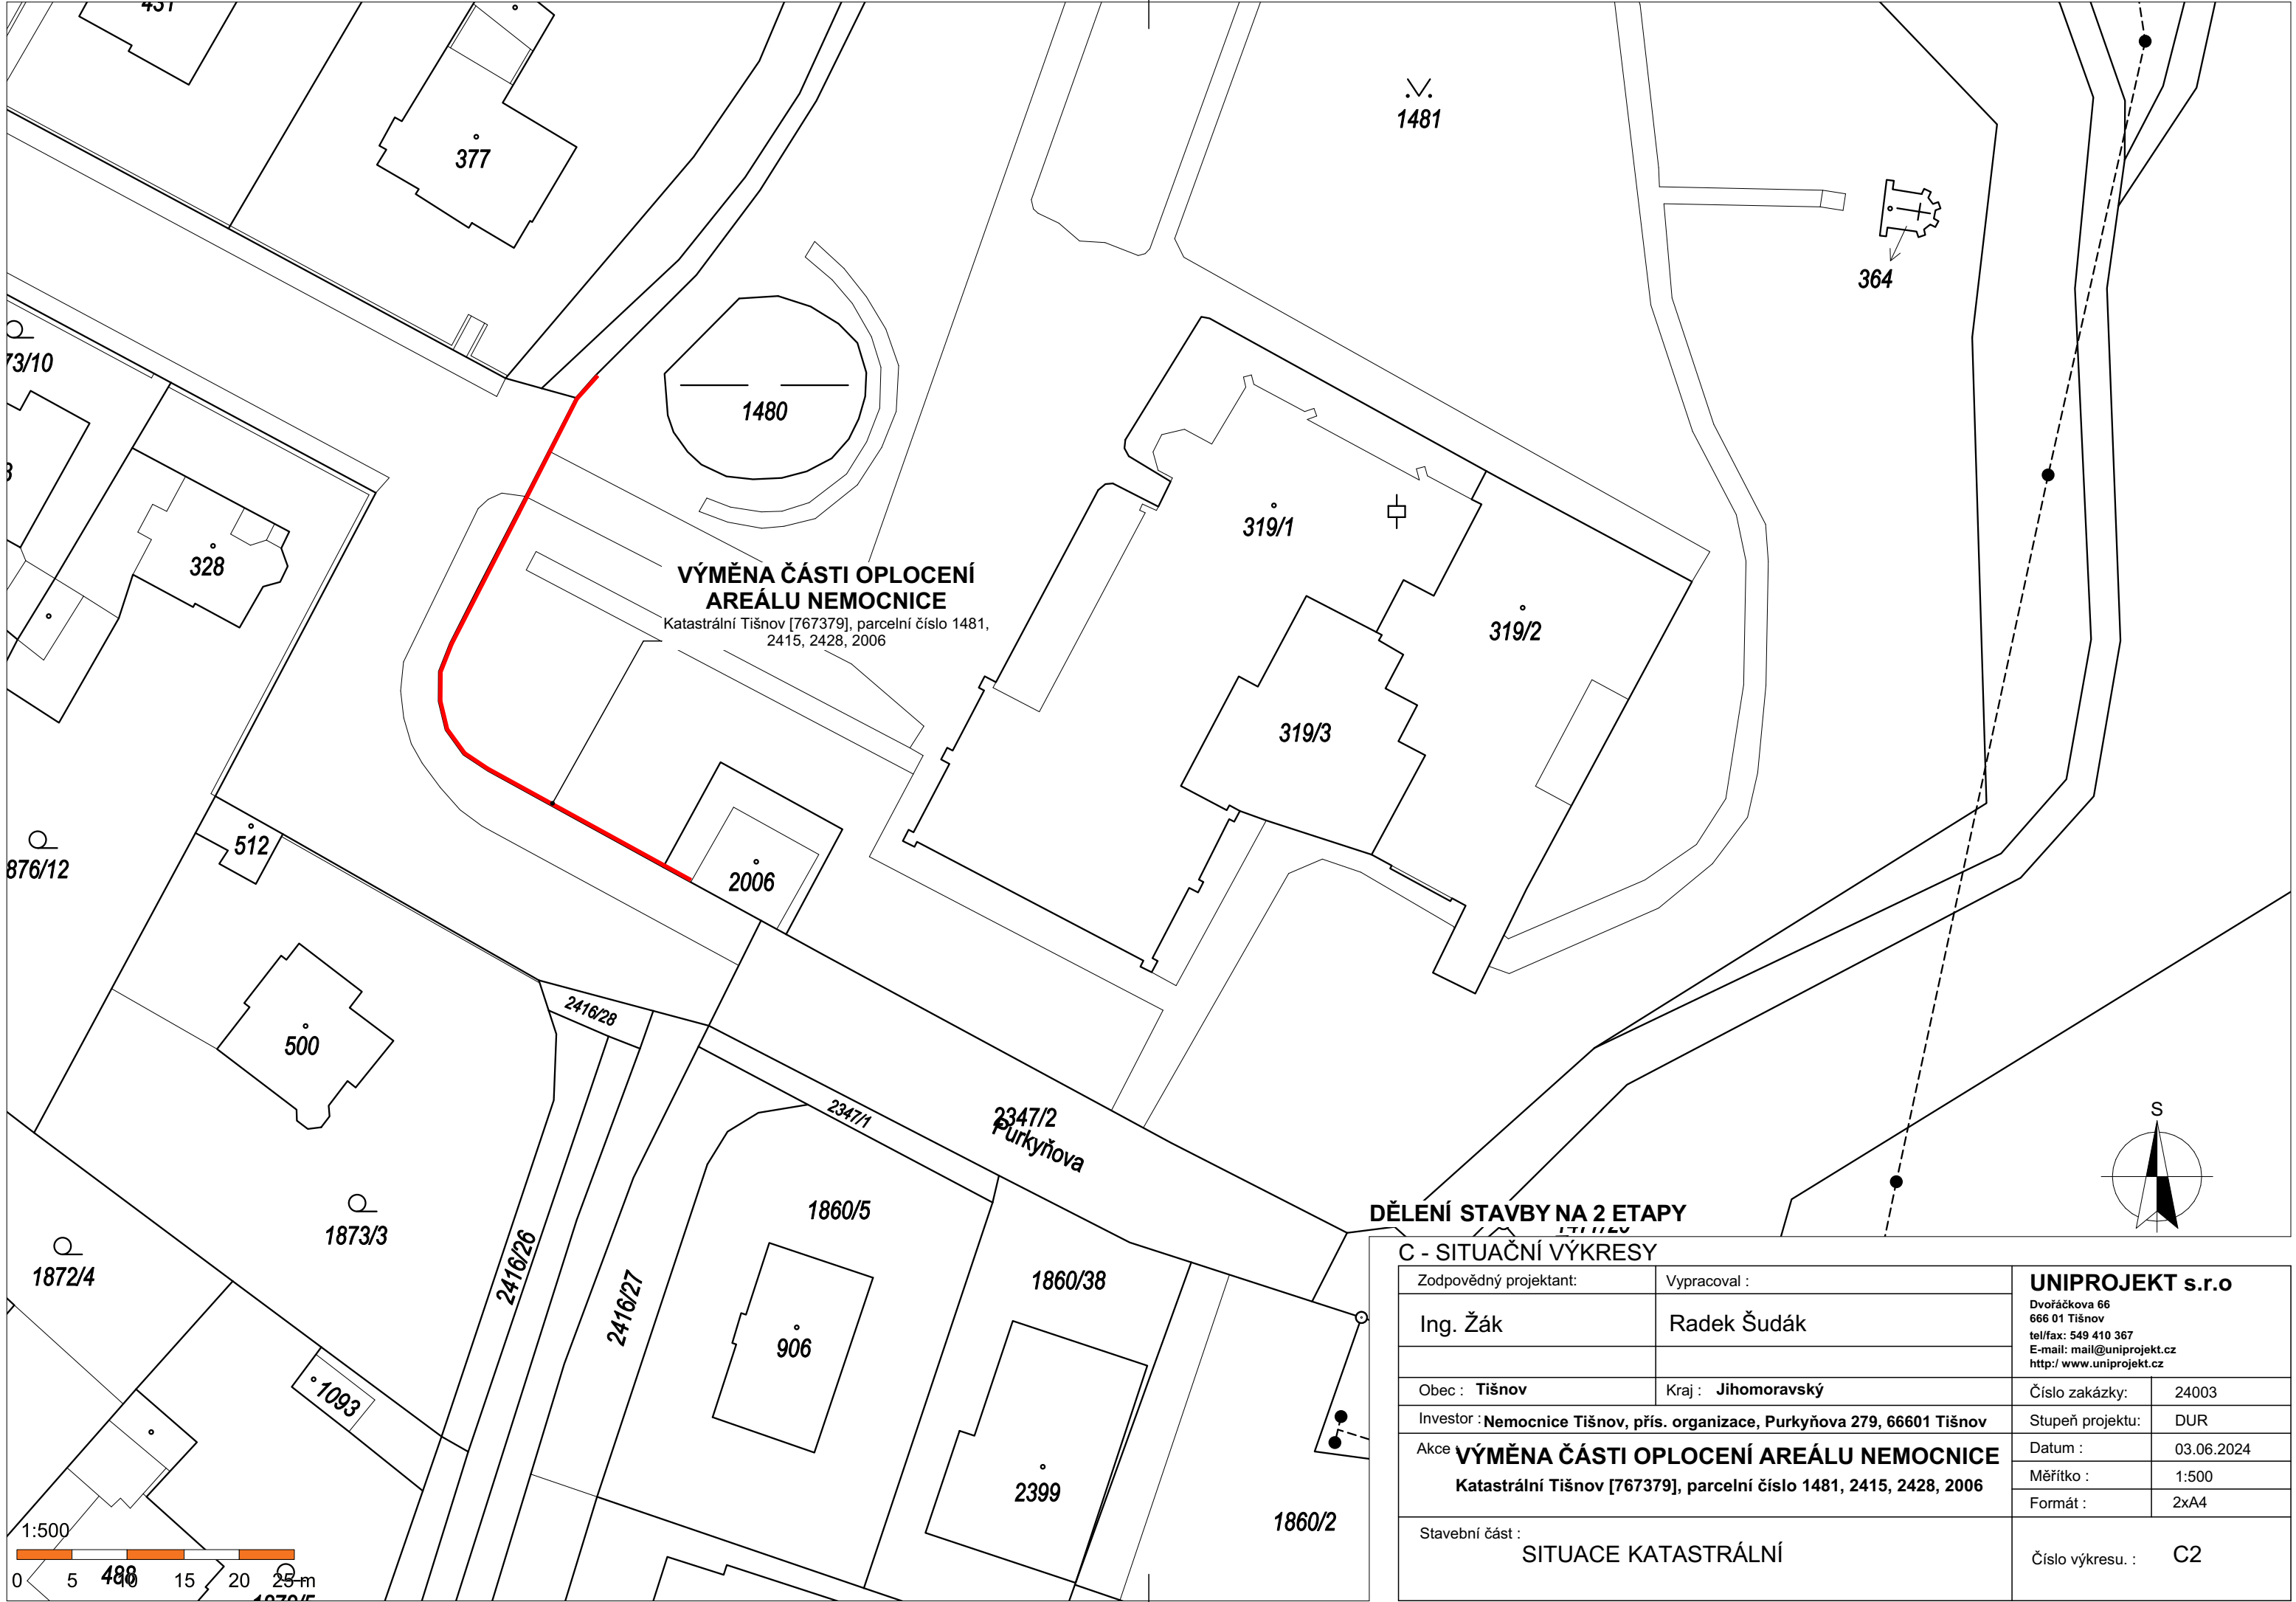 377
1481
364
73/10
1480
328
319/1
319/2
319/3
VÝMĚNA ČÁSTI OPLOCENÍ
AREÁLU NEMOCNICE
Katastrální Tišnov [767379], parcelní číslo 1481,
2415, 2428, 2006
512
876/12
2006
2416/28
500
2347/1
2347/2
Purkyňova
S
1873/3
1872/4
2416/26
2416/27
1860/5
1860/38
906
1093
2399
1860/2
1:500
0 5 10 15 20 25 m
488
DĚLENÍ STAVBY NA 2 ETAPY
C - SITUAČNÍ VÝKRESY
Zodpovědný projektant:
Vypracoval :
Ing. Žák
Radek Šudák
UNIPROJEKT s.r.o
Dvořáčkova 66
666 01 Tišnov
tel/fax: 549 410 367
E-mail: mail@uniprojekt.cz
http:/ www.uniprojekt.cz
Obec : Tišnov
Kraj : Jihomoravský
Číslo zakázky: 24003
Investor : Nemocnice Tišnov, přís. organizace, Purkyňova 279, 66601 Tišnov
Stupeň projektu: DUR
Akce :
VÝMĚNA ČÁSTI OPLOCENÍ AREÁLU NEMOCNICE
Katastrální Tišnov [767379], parcelní číslo 1481, 2415, 2428, 2006
Datum : 03.06.2024
Měřítko : 1:500
Formát : 2xA4
Stavební část :
SITUACE KATASTRÁLNÍ
Číslo výkresu. : C2